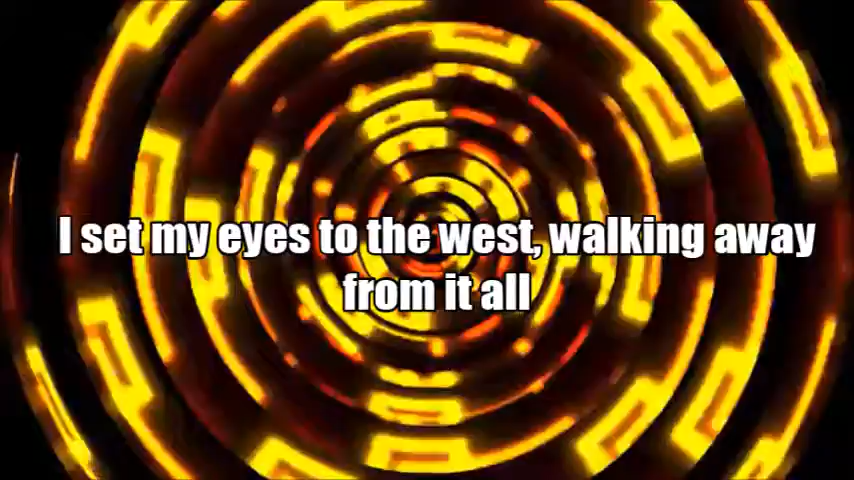 I set my eyes to the west, walking away
from it all